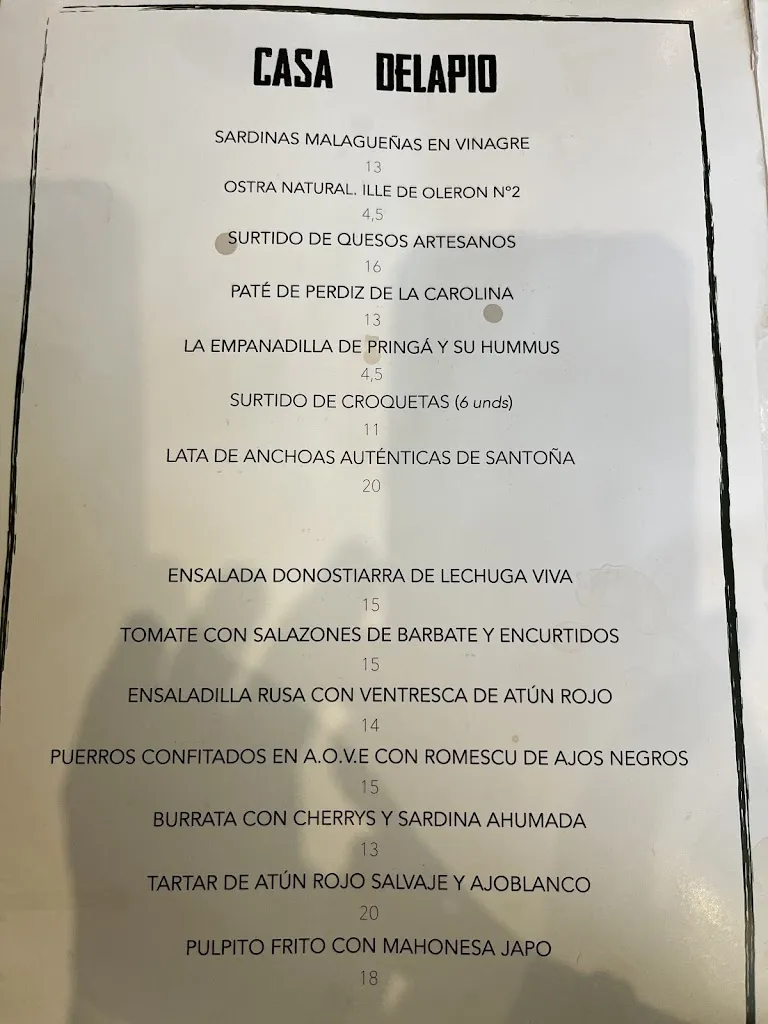 CASA DELAPIO
SARDINAS MALAGUEÑAS EN VINAGRE
13
OSTRA NATURAL. ILLE DE OLERON Nº2
4,5
SURTIDO DE QUESOS ARTESANOS
16
PATÉ DE PERDIZ DE LA CAROLINA
13
LA EMPANADILLA DE PRINGÁ Y SU HUMMUS
4,5
SURTIDO DE CROQUETAS (6 unds)
11
LATA DE ANCHOAS AUTÉNTICAS DE SANTOÑA
20
ENSALADA DONOSTIARRA DE LECHUGA VIVA
15
TOMATE CON SALAZONES DE BARBATE Y ENCURTIDOS
15
ENSALADILLA RUSA CON VENTRESCA DE ATÚN ROJO
14
PUERROS CONFITADOS EN A.O.V.E CON ROMESCU DE AJOS NEGROS
15
BURRATA CON CHERRYS Y SARDINA AHUMADA
13
TARTAR DE ATÚN ROJO SALVAJE Y AJOBLANCO
20
PULPITO FRITO CON MAHONESA JAPO
18